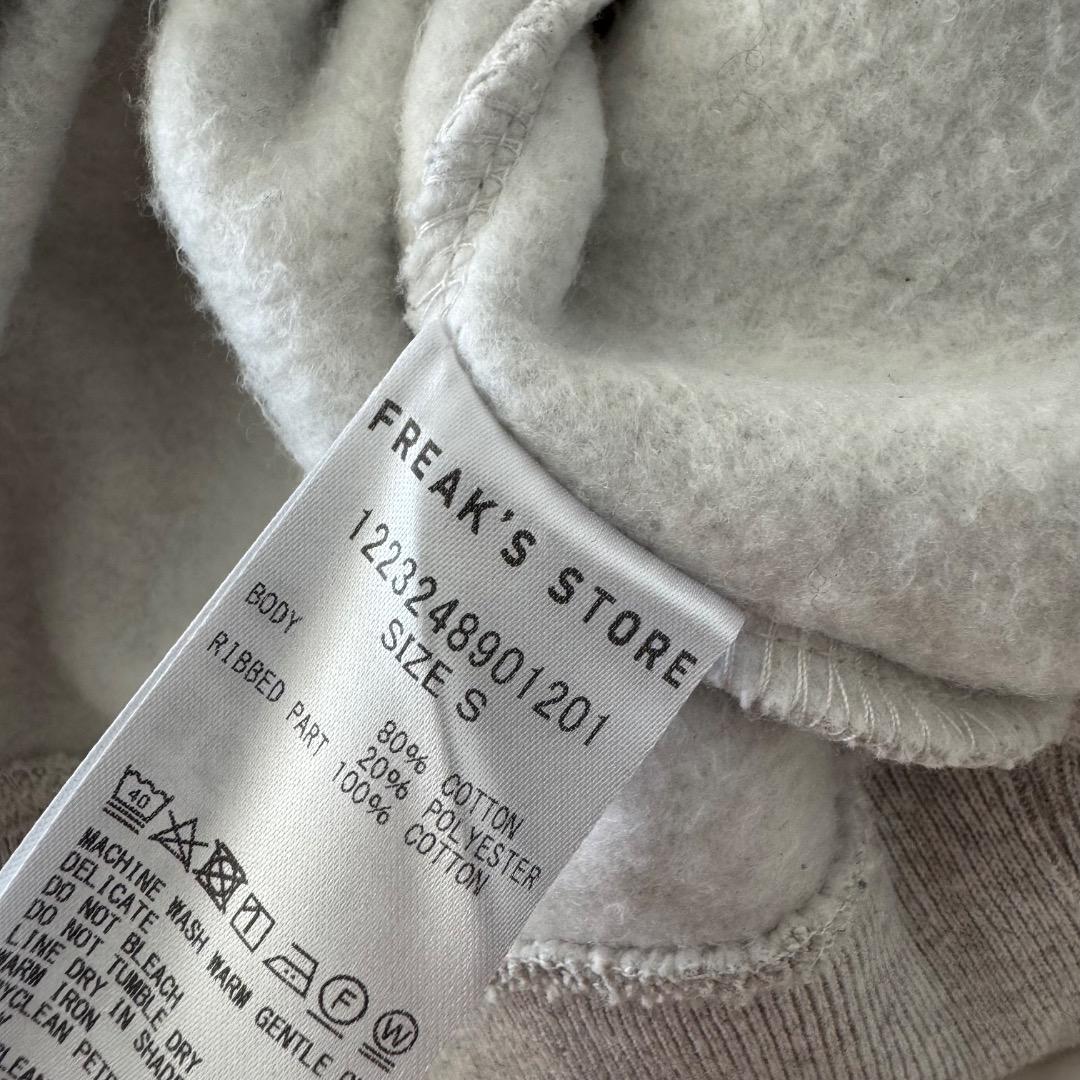 FREAK'S STORE
1223248901201
SIZE S
BODY 80% COTTON
20% POLYESTER
RIBBED PART 100% COTTON
40
F W
MACHINE WASH WARM GENTLE
DELICATE
DO NOT BLEACH
DO NOT TUMBLE DRY
LINE DRY IN SHADE
WARM IRON